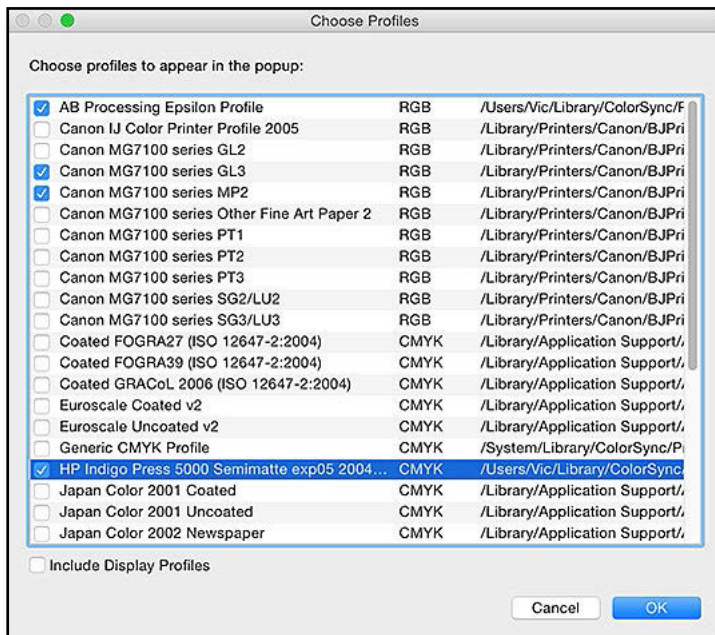 Choose Profiles
Choose profiles to appear in the popup:
AB Processing Epsilon Profile RGB /Users/Vic/Library/ColorSync/P
Canon IJ Color Printer Profile 2005 RGB /Library/Printers/Canon/BJPri
Canon MG7100 series GL2 RGB /Library/Printers/Canon/BJPri
Canon MG7100 series GL3 RGB /Library/Printers/Canon/BJPri
Canon MG7100 series MP2 RGB /Library/Printers/Canon/BJPri
Canon MG7100 series Other Fine Art Paper 2 RGB /Library/Printers/Canon/BJPri
Canon MG7100 series PT1 RGB /Library/Printers/Canon/BJPri
Canon MG7100 series PT2 RGB /Library/Printers/Canon/BJPri
Canon MG7100 series PT3 RGB /Library/Printers/Canon/BJPri
Canon MG7100 series SG2/LU2 RGB /Library/Printers/Canon/BJPri
Canon MG7100 series SG3/LU3 RGB /Library/Printers/Canon/BJPri
Coated FOGRA27 (ISO 12647-2:2004) CMYK /Library/Application Support/
Coated FOGRA39 (ISO 12647-2:2004) CMYK /Library/Application Support/
Coated GRACoL 2006 (ISO 12647-2:2004) CMYK /Library/Application Support/
Euroscale Coated v2 CMYK /Library/Application Support/
Euroscale Uncoated v2 CMYK /Library/Application Support/
Generic CMYK Profile CMYK /System/Library/ColorSync/P
HP Indigo Press 5000 Semimatte exp05 2004... CMYK /Users/Vic/Library/ColorSync
Japan Color 2001 Coated CMYK /Library/Application Support/
Japan Color 2001 Uncoated CMYK /Library/Application Support/
Japan Color 2002 Newspaper CMYK /Library/Application Support/
Include Display Profiles
Cancel OK